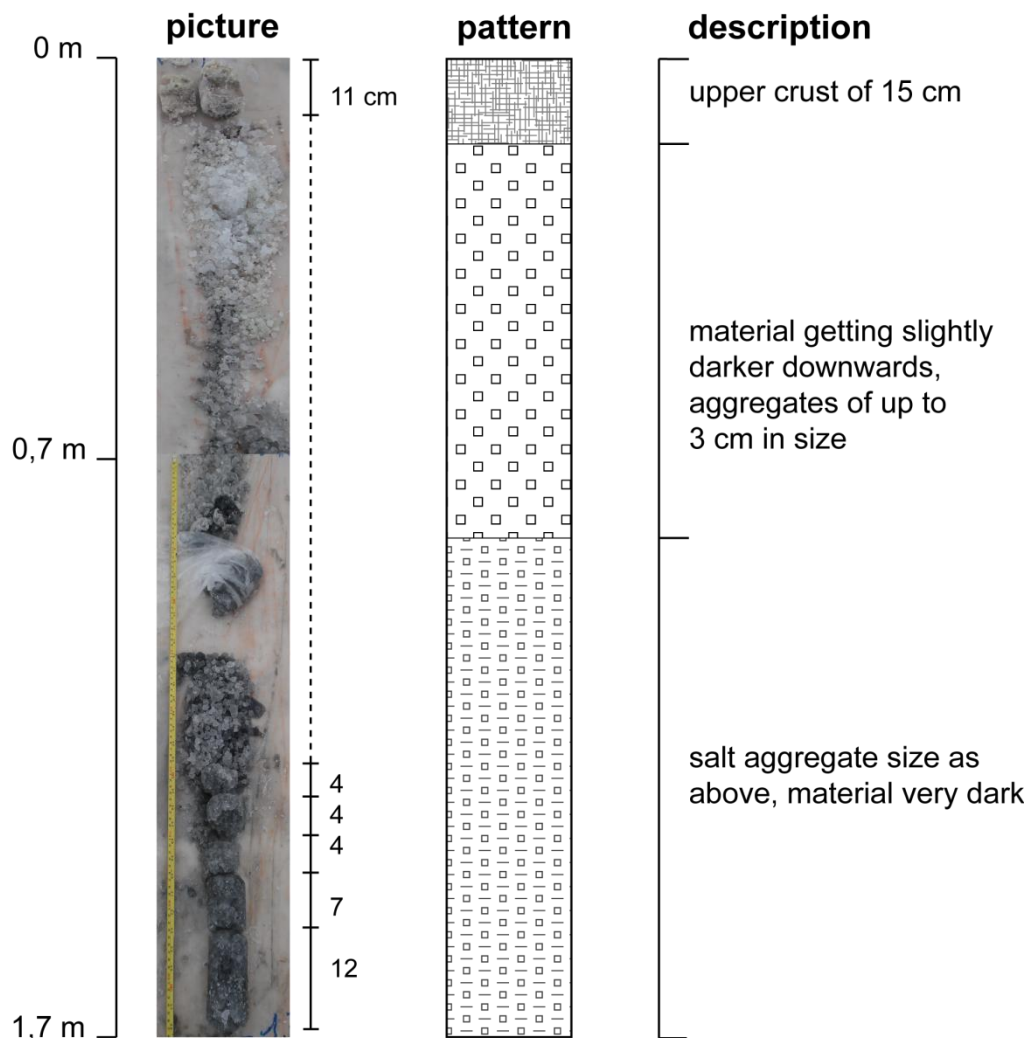 picture
pattern
description
0 m
11 cm
upper crust of 15 cm
material getting slightly
darker downwards,
aggregates of up to
3 cm in size
0,7 m
salt aggregate size as
above, material very dark
4
4
4
7
12
1,7 m